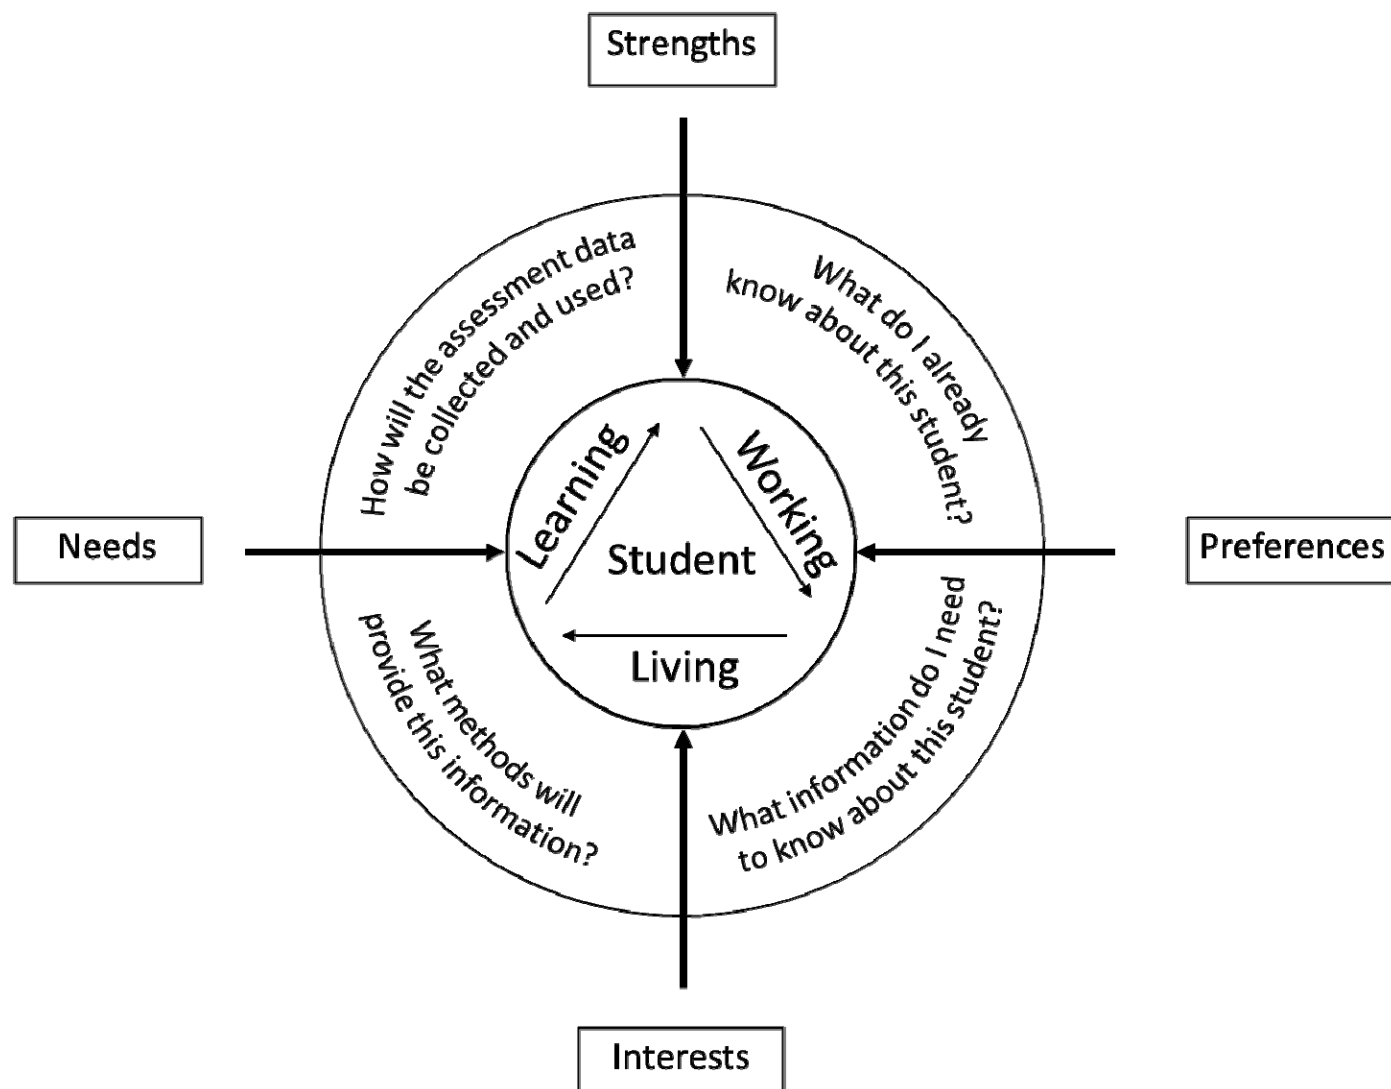 Strengths
How will the assessment data
be collected and used?
What do I already
know about this student?
Learning
Working
Student
Living
Needs
Preferences
What methods will
provide this information?
What information do I need
to know about this student?
Interests